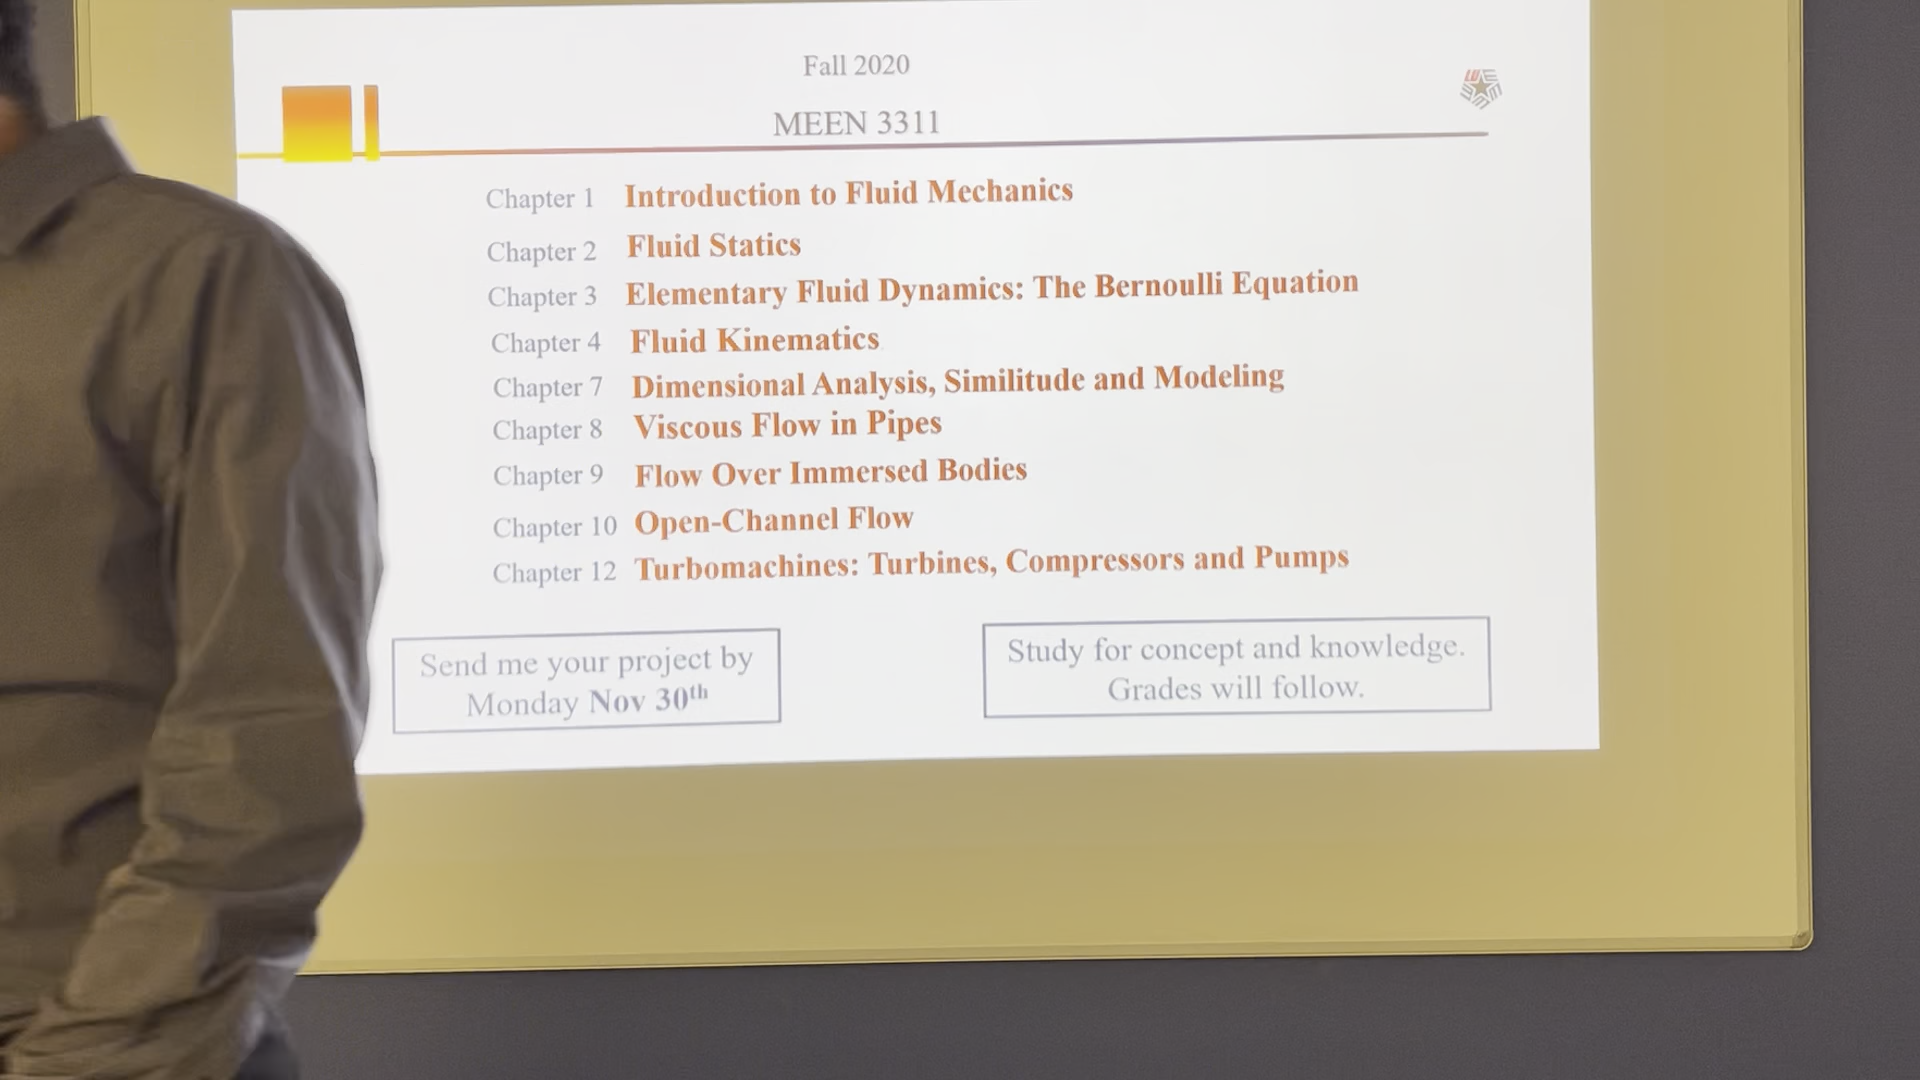 Fall 2020
MEEN 3311
Chapter 1 Introduction to Fluid Mechanics
Chapter 2 Fluid Statics
Chapter 3 Elementary Fluid Dynamics: The Bernoulli Equation
Chapter 4 Fluid Kinematics
Chapter 7 Dimensional Analysis, Similitude and Modeling
Chapter 8 Viscous Flow in Pipes
Chapter 9 Flow Over Immersed Bodies
Chapter 10 Open-Channel Flow
Chapter 12 Turbomachines: Turbines, Compressors and Pumps
Send me your project by
Monday Nov 30th
Study for concept and knowledge.
Grades will follow.